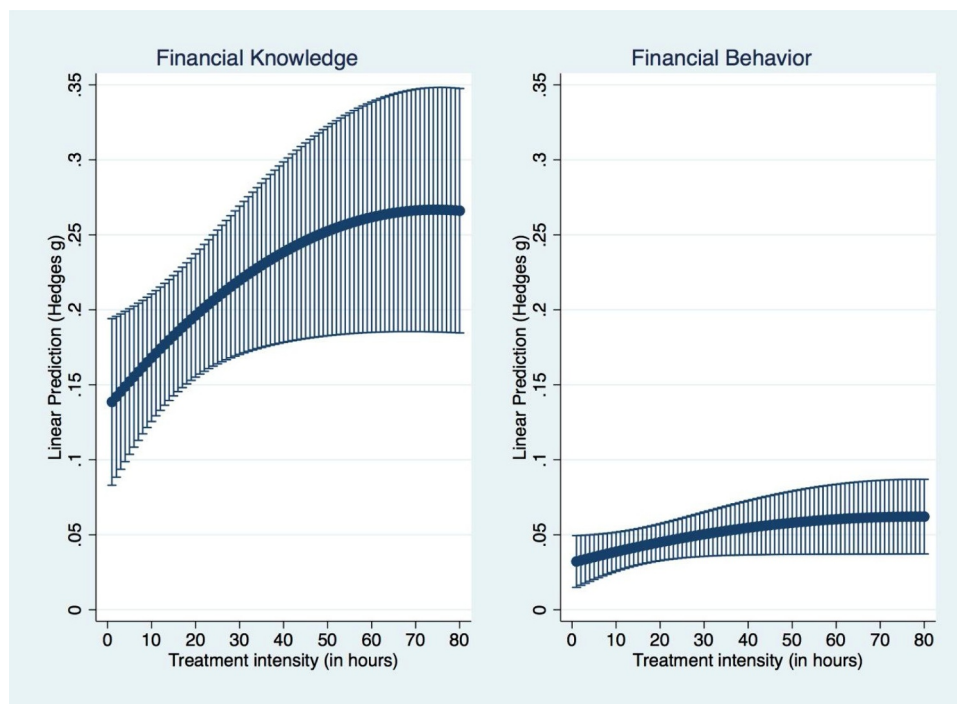 Financial Knowledge
Linear Prediction (Hedges g)
.35
.3
.25
.2
.15
.1
.05
0
0 10 20 30 40 50 60 70 80
Treatment intensity (in hours)
Financial Behavior
Linear Prediction (Hedges g)
.35
.3
.25
.2
.15
.1
.05
0
0 10 20 30 40 50 60 70 80
Treatment intensity (in hours)